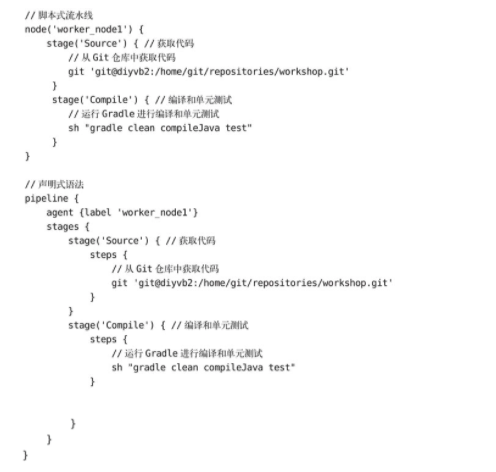 // 脚本式流水线
node('worker_node1') {
    stage('Source') { // 获取代码
        // 从 Git 仓库中获取代码
        git 'git@diyvb2:/home/git/repositories/workshop.git'
    }
    stage('Compile') { // 编译和单元测试
        // 运行 Gradle 进行编译和单元测试
        sh "gradle clean compileJava test"
    }
}

// 声明式语法
pipeline {
    agent {label 'worker_node1'}
    stages {
        stage('Source') { // 获取代码
            steps {
                // 从 Git 仓库中获取代码
                git 'git@diyvb2:/home/git/repositories/workshop.git'
            }
        }
        stage('Compile') { // 编译和单元测试
            steps {
                // 运行 Gradle 进行编译和单元测试
                sh "gradle clean compileJava test"
            }


        }
    }
}